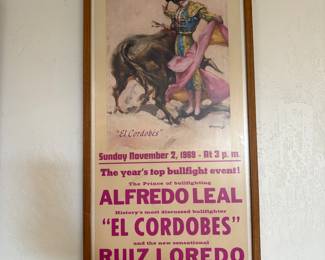 "El Cordobés"
Sunday November 2, 1969 - At 3 p. m.
The year's top bullfight event!
The Prince of bullfighting
ALFREDO LEAL
History's most discussed bullfighter
"EL CORDOBES"
and the new sensational
RUIZ LOREDO